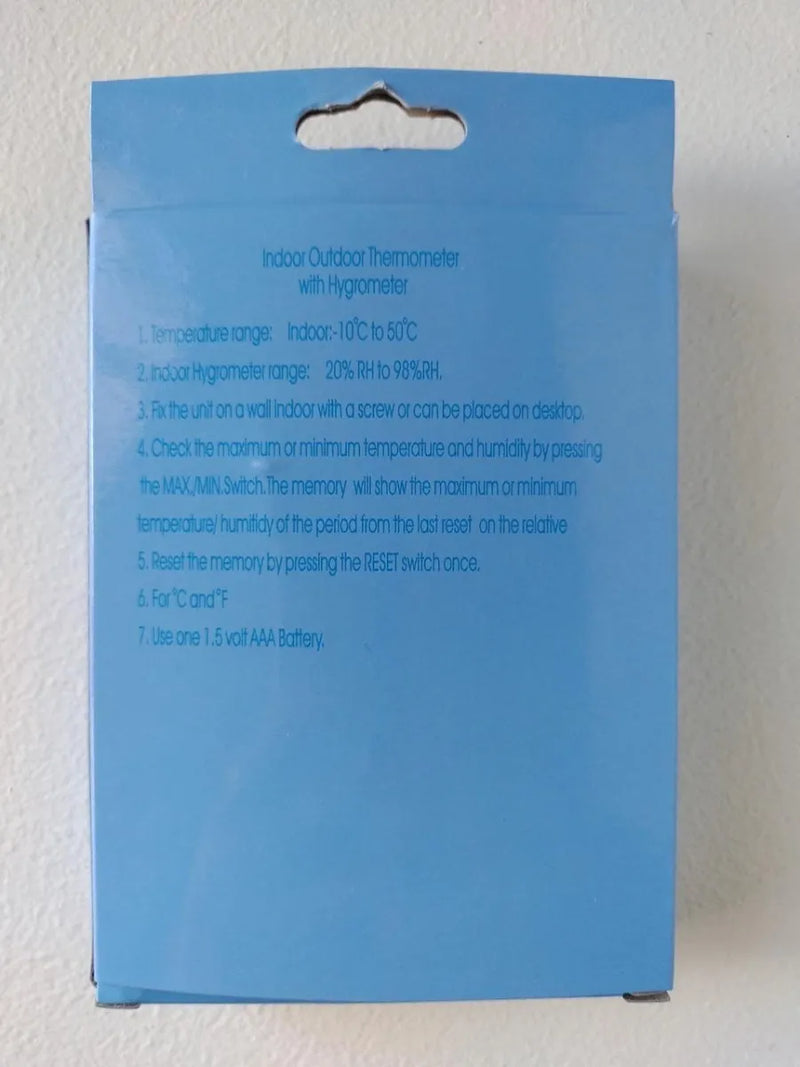 Indoor Outdoor Thermometer
with Hygrometer
1. Temperature range: Indoor:-10°C to 50°C
2. Indoor Hygrometer range: 20% RH to 98%RH.
3. Fix the unit on a wall indoor with a screw or can be placed on desktop.
4. Check the maximum or minimum temperature and humidity by pressing
the MAX./MIN.Switch.The memory will show the maximum or minimum
temperature/ humitidy of the period from the last reset on the relative
5. Reset the memory by pressing the RESET switch once.
6. For °C and °F
7. Use one 1.5 volt AAA Battery.